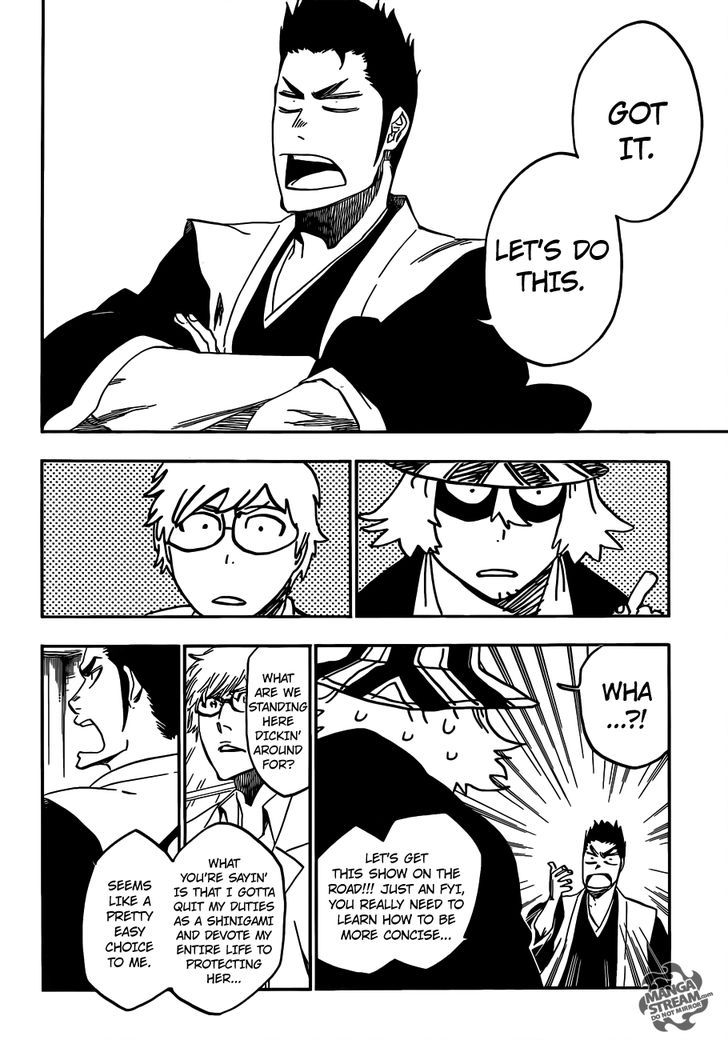 GOT
IT.
LET'S DO
THIS.
WHA
...?!
LET'S GET
THIS SHOW ON THE
ROAD!!! JUST AN FYI,
YOU REALLY NEED TO
LEARN HOW TO BE
MORE CONCISE...
WHAT
ARE WE
STANDING
HERE
DICKIN'
AROUND
FOR?
WHAT
YOU'RE SAYIN'
IS THAT I GOTTA
QUIT MY DUTIES
AS A SHINIGAMI
AND DEVOTE MY
ENTIRE LIFE TO
PROTECTING
HER...
SEEMS
LIKE A
PRETTY
EASY
CHOICE
TO ME.
MANGA
STREAM.com
DO NOT MIRROR